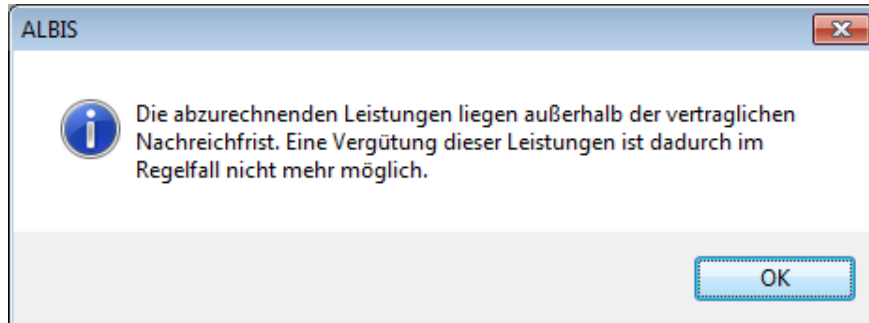 ALBIS
Die abzurechnenden Leistungen liegen außerhalb der vertraglichen
Nachreichfrist. Eine Vergütung dieser Leistungen ist dadurch im
Regelfall nicht mehr möglich.
OK